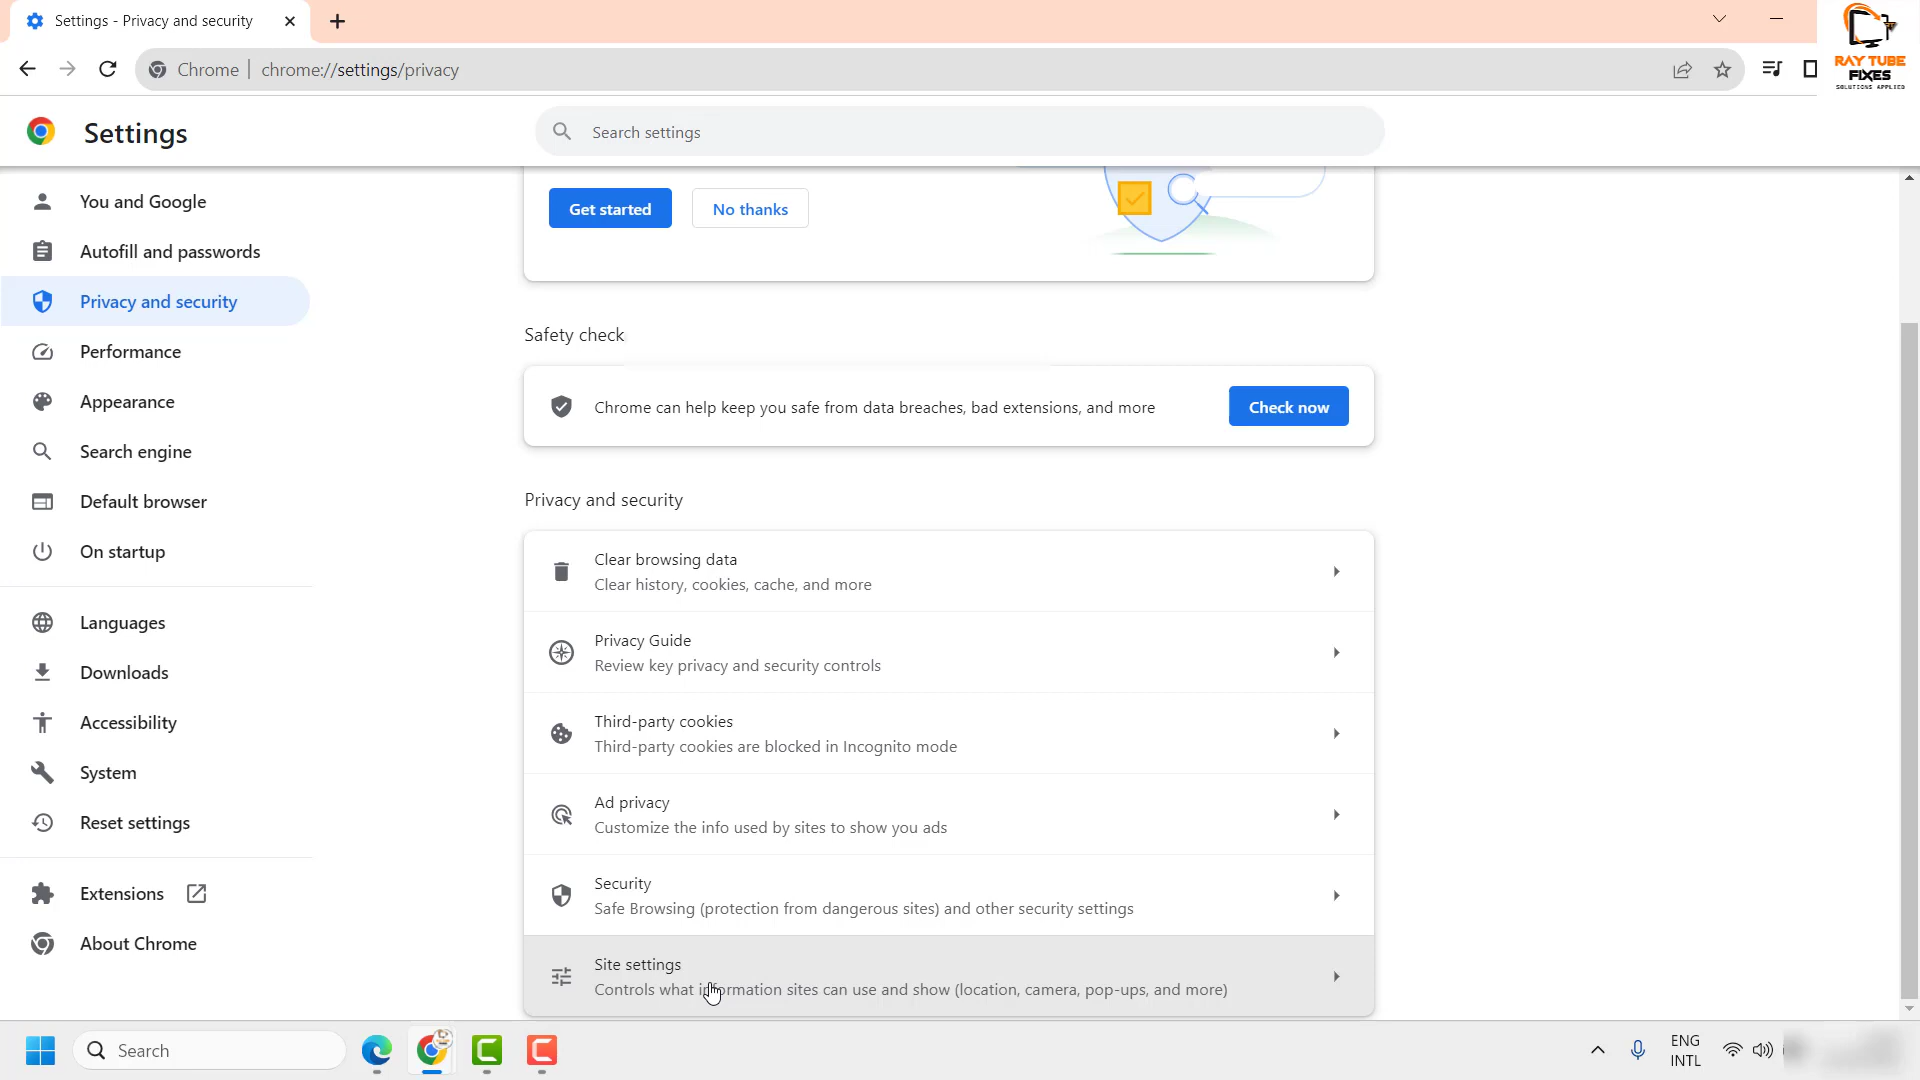 Settings - Privacy and security
Chrome
chrome://settings/privacy
RAY TUBE
FIXES
SOLUTIONS APPLIED
Settings
Search settings
You and Google
Autofill and passwords
Privacy and security
Performance
Appearance
Search engine
Default browser
On startup
Languages
Downloads
Accessibility
System
Reset settings
Extensions
About Chrome
Get started
No thanks
Safety check
Chrome can help keep you safe from data breaches, bad extensions, and more
Check now
Privacy and security
Clear browsing data
Clear history, cookies, cache, and more
Privacy Guide
Review key privacy and security controls
Third-party cookies
Third-party cookies are blocked in Incognito mode
Ad privacy
Customize the info used by sites to show you ads
Security
Safe Browsing (protection from dangerous sites) and other security settings
Site settings
Controls what information sites can use and show (location, camera, pop-ups, and more)
Search
ENG
INTL